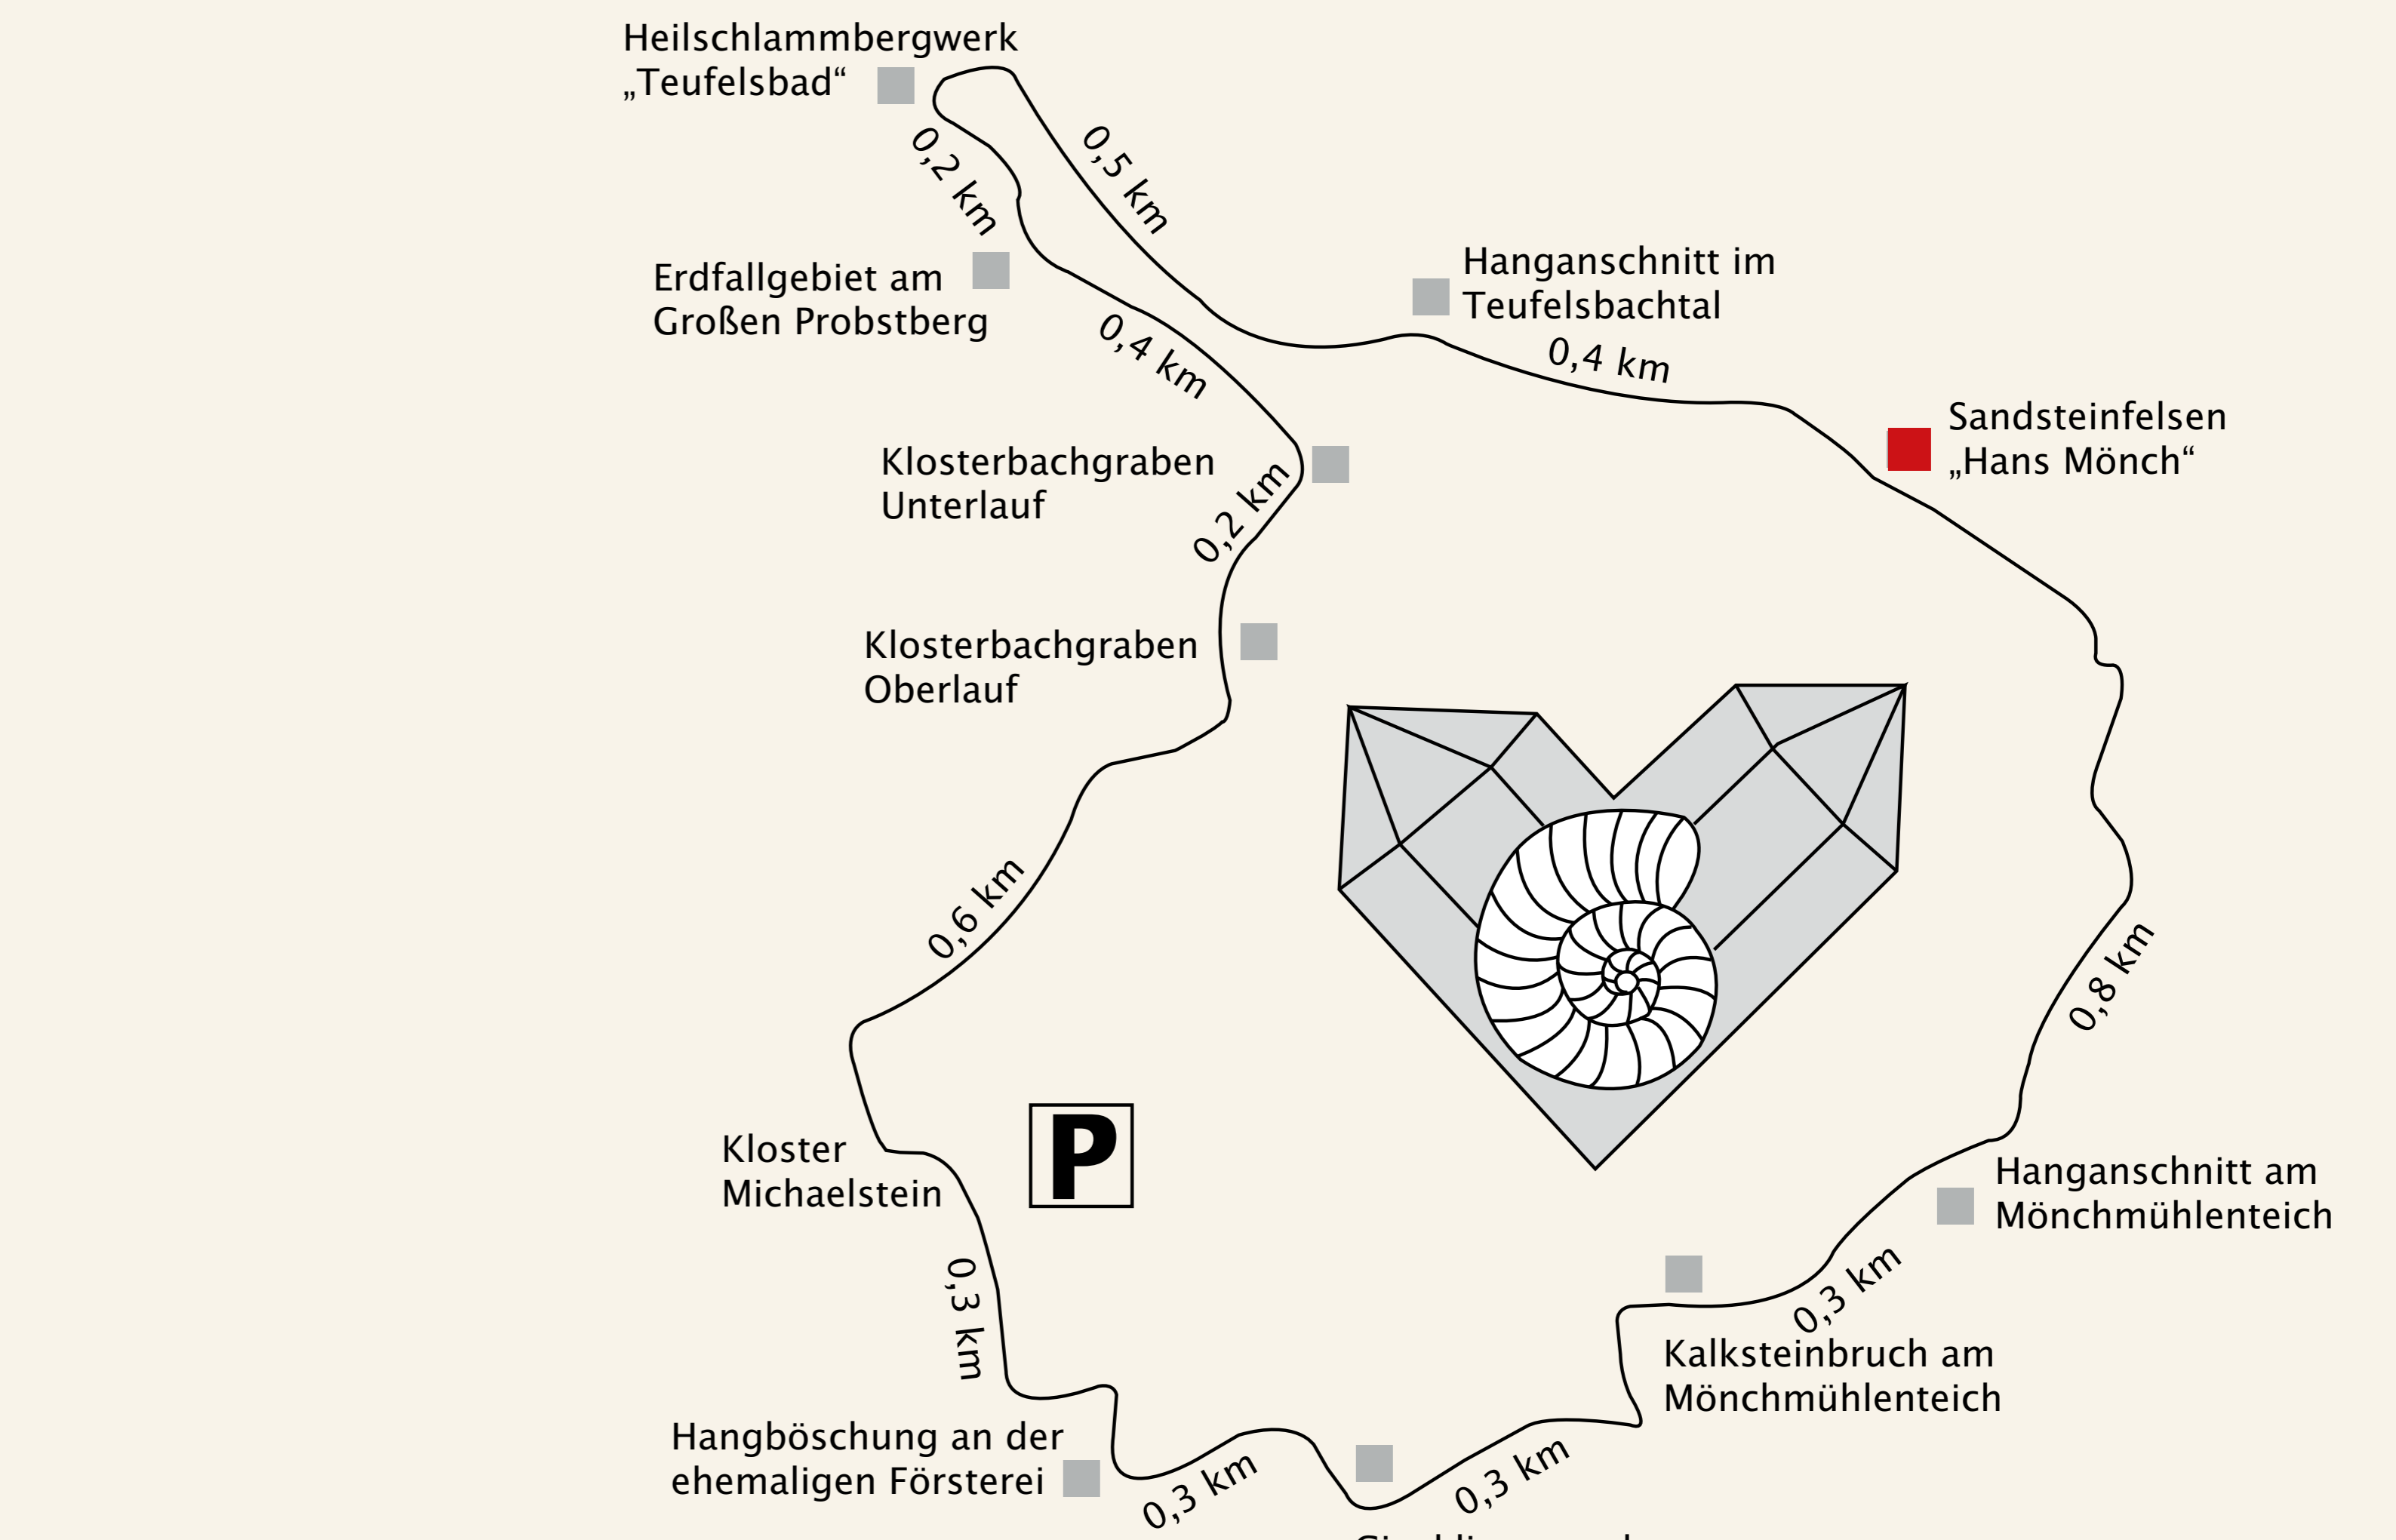 Heilschlammbergwerk
„Teufelsbad“
0,2 km
0,5 km
Hanganschnitt im
Teufelsbachtal
Erdfallgebiet am
Großen Probstberg
0,4 km
0,4 km
Sandsteinfelsen
„Hans Mönch“
Klosterbachgraben
Unterlauf
0,2 km
Klosterbachgraben
Oberlauf
0,6 km
0,8 km
Kloster
Michaelstein
P
Hanganschnitt am
Mönchmühlenteich
0,3 km
0,3 km
Kalksteinbruch am
Mönchmühlenteich
Hangböschung an der
ehemaligen Försterei
0,3 km
0,3 km